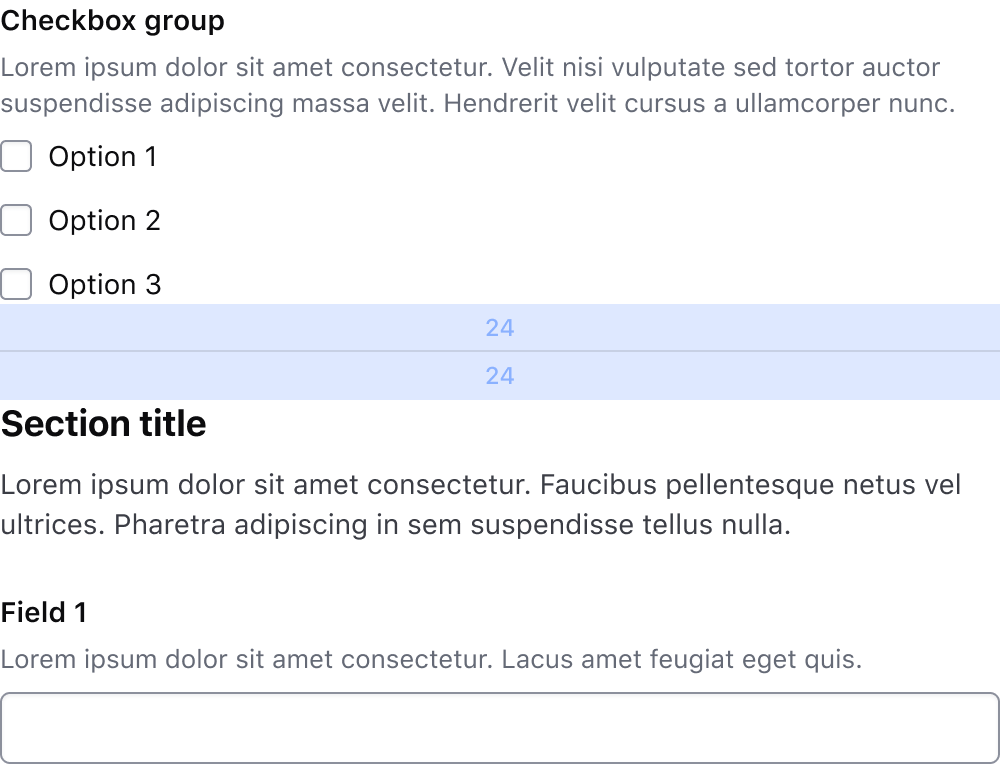 Checkbox group
Lorem ipsum dolor sit amet consectetur. Velit nisi vulputate sed tortor auctor
suspendisse adipiscing massa velit. Hendrerit velit cursus a ullamcorper nunc.
Option 1
Option 2
Option 3
24
24
Section title
Lorem ipsum dolor sit amet consectetur. Faucibus pellentesque netus vel
ultrices. Pharetra adipiscing in sem suspendisse tellus nulla.
Field 1
Lorem ipsum dolor sit amet consectetur. Lacus amet feugiat eget quis.